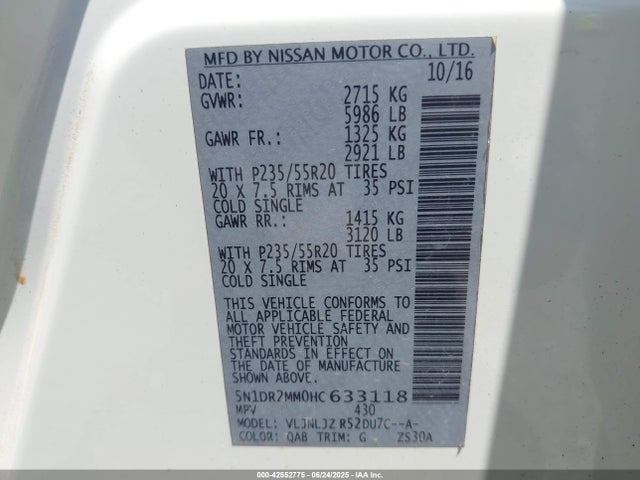 MFD BY NISSAN MOTOR CO., LTD.
DATE: 10/16
GVWR: 2715 KG
5986 LB
GAWR FR.: 1325 KG
2921 LB
WITH P235/55R20 TIRES
20 X 7.5 RIMS AT 35 PSI
COLD SINGLE
GAWR RR.: 1415 KG
3120 LB
WITH P235/55R20 TIRES
20 X 7.5 RIMS AT 35 PSI
COLD SINGLE
THIS VEHICLE CONFORMS TO
ALL APPLICABLE FEDERAL
MOTOR VEHICLE SAFETY AND
THEFT PREVENTION
STANDARDS IN EFFECT ON
THE DATE OF MANUFACTURE
SHOWN ABOVE.
5N1DR2MM0HC633118
MPV 430
MODEL: VLJNLJZ R52DU7C--A-
COLOR: QAB TRIM: G ZS30A
000-42552775 - 06/24/2025 - IAA Inc.